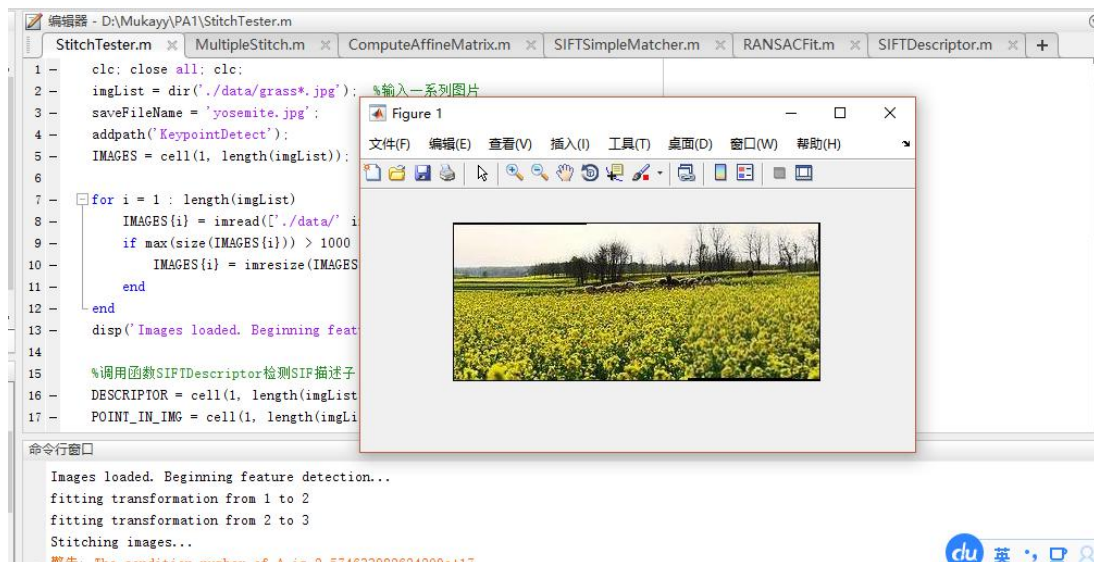 编辑器 - D:\Mukayy\PA1\StitchTester.m
StitchTester.m × MultipleStitch.m × ComputeAffineMatrix.m × SIFTSimpleMatcher.m × RANSACFit.m × SIFTDescriptor.m × +
1 - clc; close all; clc;
2 - imgList = dir('./data/grass*.jpg'); %输入一系列图片
3 - saveFileName = 'yosemite.jpg';
4 - addpath('KeypointDetect');
5 - IMAGES = cell(1, length(imgList));
6
7 - for i = 1 : length(imgList)
8 - IMAGES{i} = imread(['./data/' i
9 - if max(size(IMAGES{i})) > 1000
10 - IMAGES{i} = imresize(IMAGES
11 - end
12 - end
13 - disp('Images loaded. Beginning feat
14
15 %调用函数SIFTDescriptor检测SIF描述子
16 - DESCRIPTOR = cell(1, length(imgList
17 - POINT_IN_IMG = cell(1, length(imgLi
Figure 1
文件(F) 编辑(E) 查看(V) 插入(I) 工具(T) 桌面(D) 窗口(W) 帮助(H)
命令行窗口
Images loaded. Beginning feature detection...
fitting transformation from 1 to 2
fitting transformation from 2 to 3
Stitching images...
警告: The condition number of A is
du 英